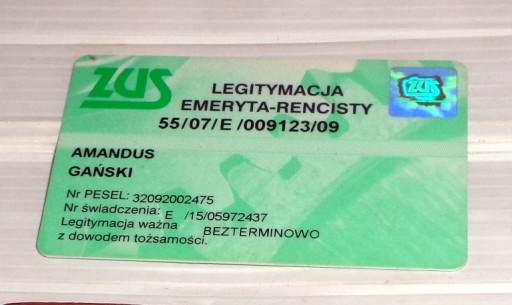 ZUS
LEGITYMACJA
EMERYTA-RENCISTY
55/07/E/009123/09
ZUS
AMANDUS
GAŃSKI
Nr PESEL: 32092002475
Nr świadczenia: E /15/05972437
Legitymacja ważna BEZTERMINOWO
z dowodem tożsamości.